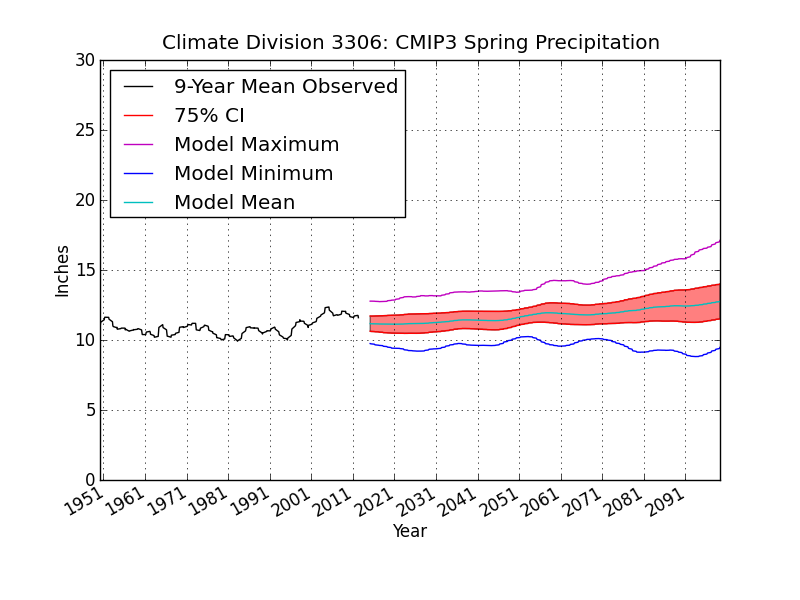 Climate Division 3306: CMIP3 Spring Precipitation
30
25
20
15
10
5
0
Inches
9-Year Mean Observed
75% CI
Model Maximum
Model Minimum
Model Mean
1951 1961 1971 1981 1991 2001 2011 2021 2031 2041 2051 2061 2071 2081 2091
Year